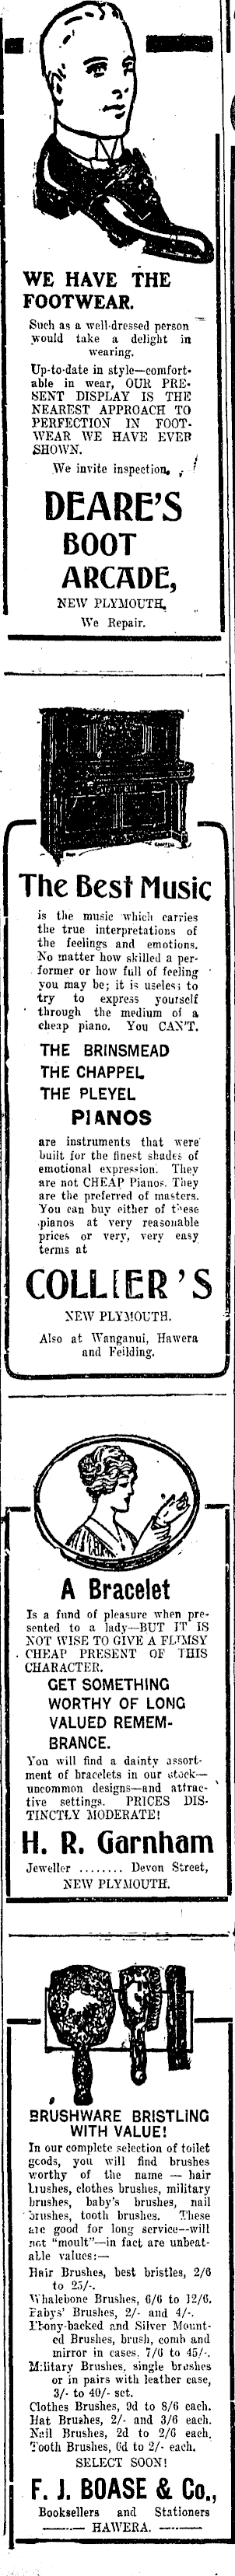 WE HAVE THE
FOOTWEAR.
Such as a well-dressed person
would take a delight in
wearing.
Up-to-date in style—comfort-
able in wear, OUR PRE-
SENT DISPLAY IS THE
NEAREST APPROACH TO
PERFECTION IN FOOT-
WEAR WE HAVE EVER
SHOWN.
We invite inspection.
DEARE'S
BOOT
ARCADE,
NEW PLYMOUTH.
We Repair.
The Best Music
is the music which carries
the true interpretations of
the feelings and emotions.
No matter how skilled a per-
former or how full of feeling
you may be; it is useless to
try to express yourself
through the medium of a
cheap piano. You CAN'T.
THE BRINSMEAD
THE CHAPPEL
THE PLEYEL
PIANOS
are instruments that were
built for the finest shades of
emotional expression. They
are not CHEAP Pianos. They
are the preferred of masters.
You can buy either of these
pianos at very reasonable
prices or very, very easy
terms at
COLLIER'S
NEW PLYMOUTH.
Also at Wanganui, Hawera
and Feilding.
A Bracelet
Is a fund of pleasure when pre-
sented to a lady—BUT IT IS
NOT WISE TO GIVE A FLIMSY
CHEAP PRESENT OF THIS
CHARACTER.
GET SOMETHING
WORTHY OF LONG
VALUED REMEM-
BRANCE.
You will find a dainty assort-
ment of bracelets in our stock—
uncommon designs—and attrac-
tive settings. PRICES DIS-
TINCTLY MODERATE!
H. R. Garnham
Jeweller ........ Devon Street,
NEW PLYMOUTH.
BRUSHWARE BRISTLING
WITH VALUE!
In our complete selection of toilet
goods, you will find brushes
worthy of the name — hair
brushes, clothes brushes, military
brushes, baby's brushes, nail
brushes, tooth brushes. These
are good for long service—will
not "moult"—in fact are unbeat-
able values:—
Hair Brushes, best bristles, 2/6
to 25/-.
Whalebone Brushes, 6/6 to 12/6.
Babys' Brushes, 2/- and 4/-.
Ebony-backed and Silver Mount-
ed Brushes, brush, comb and
mirror in cases, 7/6 to 45/-.
Military Brushes, single brushes
or in pairs with leather case,
3/- to 40/- set.
Clothes Brushes, 9d to 8/6 each.
Hat Brushes, 2/- and 3/6 each.
Nail Brushes, 2d to 2/6 each.
Tooth Brushes, 6d to 2/- each.
SELECT SOON!
F. J. BOASE & Co.,
Booksellers and Stationers
——— HAWERA. ———